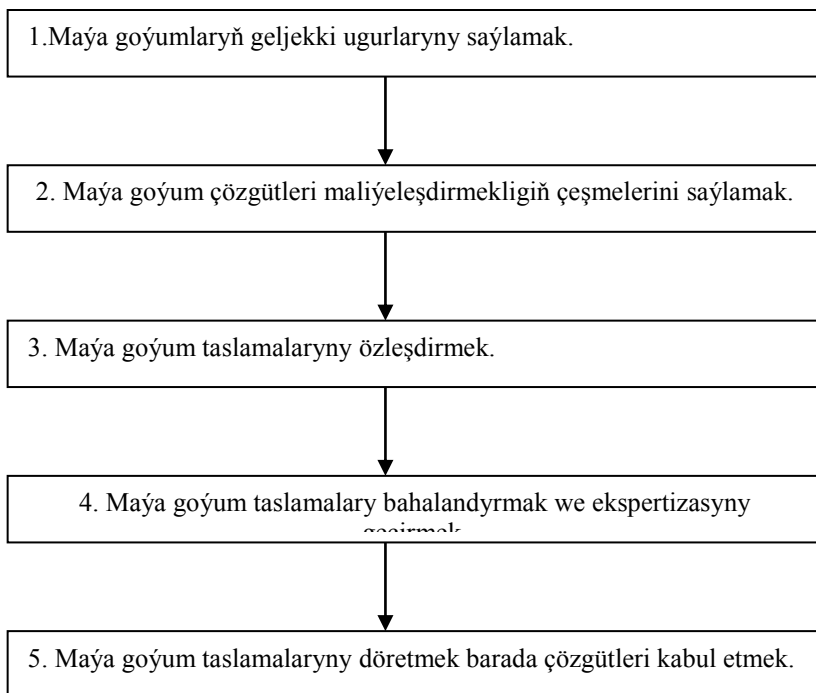 1.Maýa goýumlaryň geljekki ugurlaryny saýlamak.
2. Maýa goýum çözgütleri maliýeleşdirmekligiň çeşmelerini saýlamak.
3. Maýa goýum taslamalaryny özleşdirmek.
4. Maýa goýum taslamalary bahalandyrmak we ekspertizasyny
geçirmek
5. Maýa goýum taslamalaryny döretmek barada çözgütleri kabul etmek.